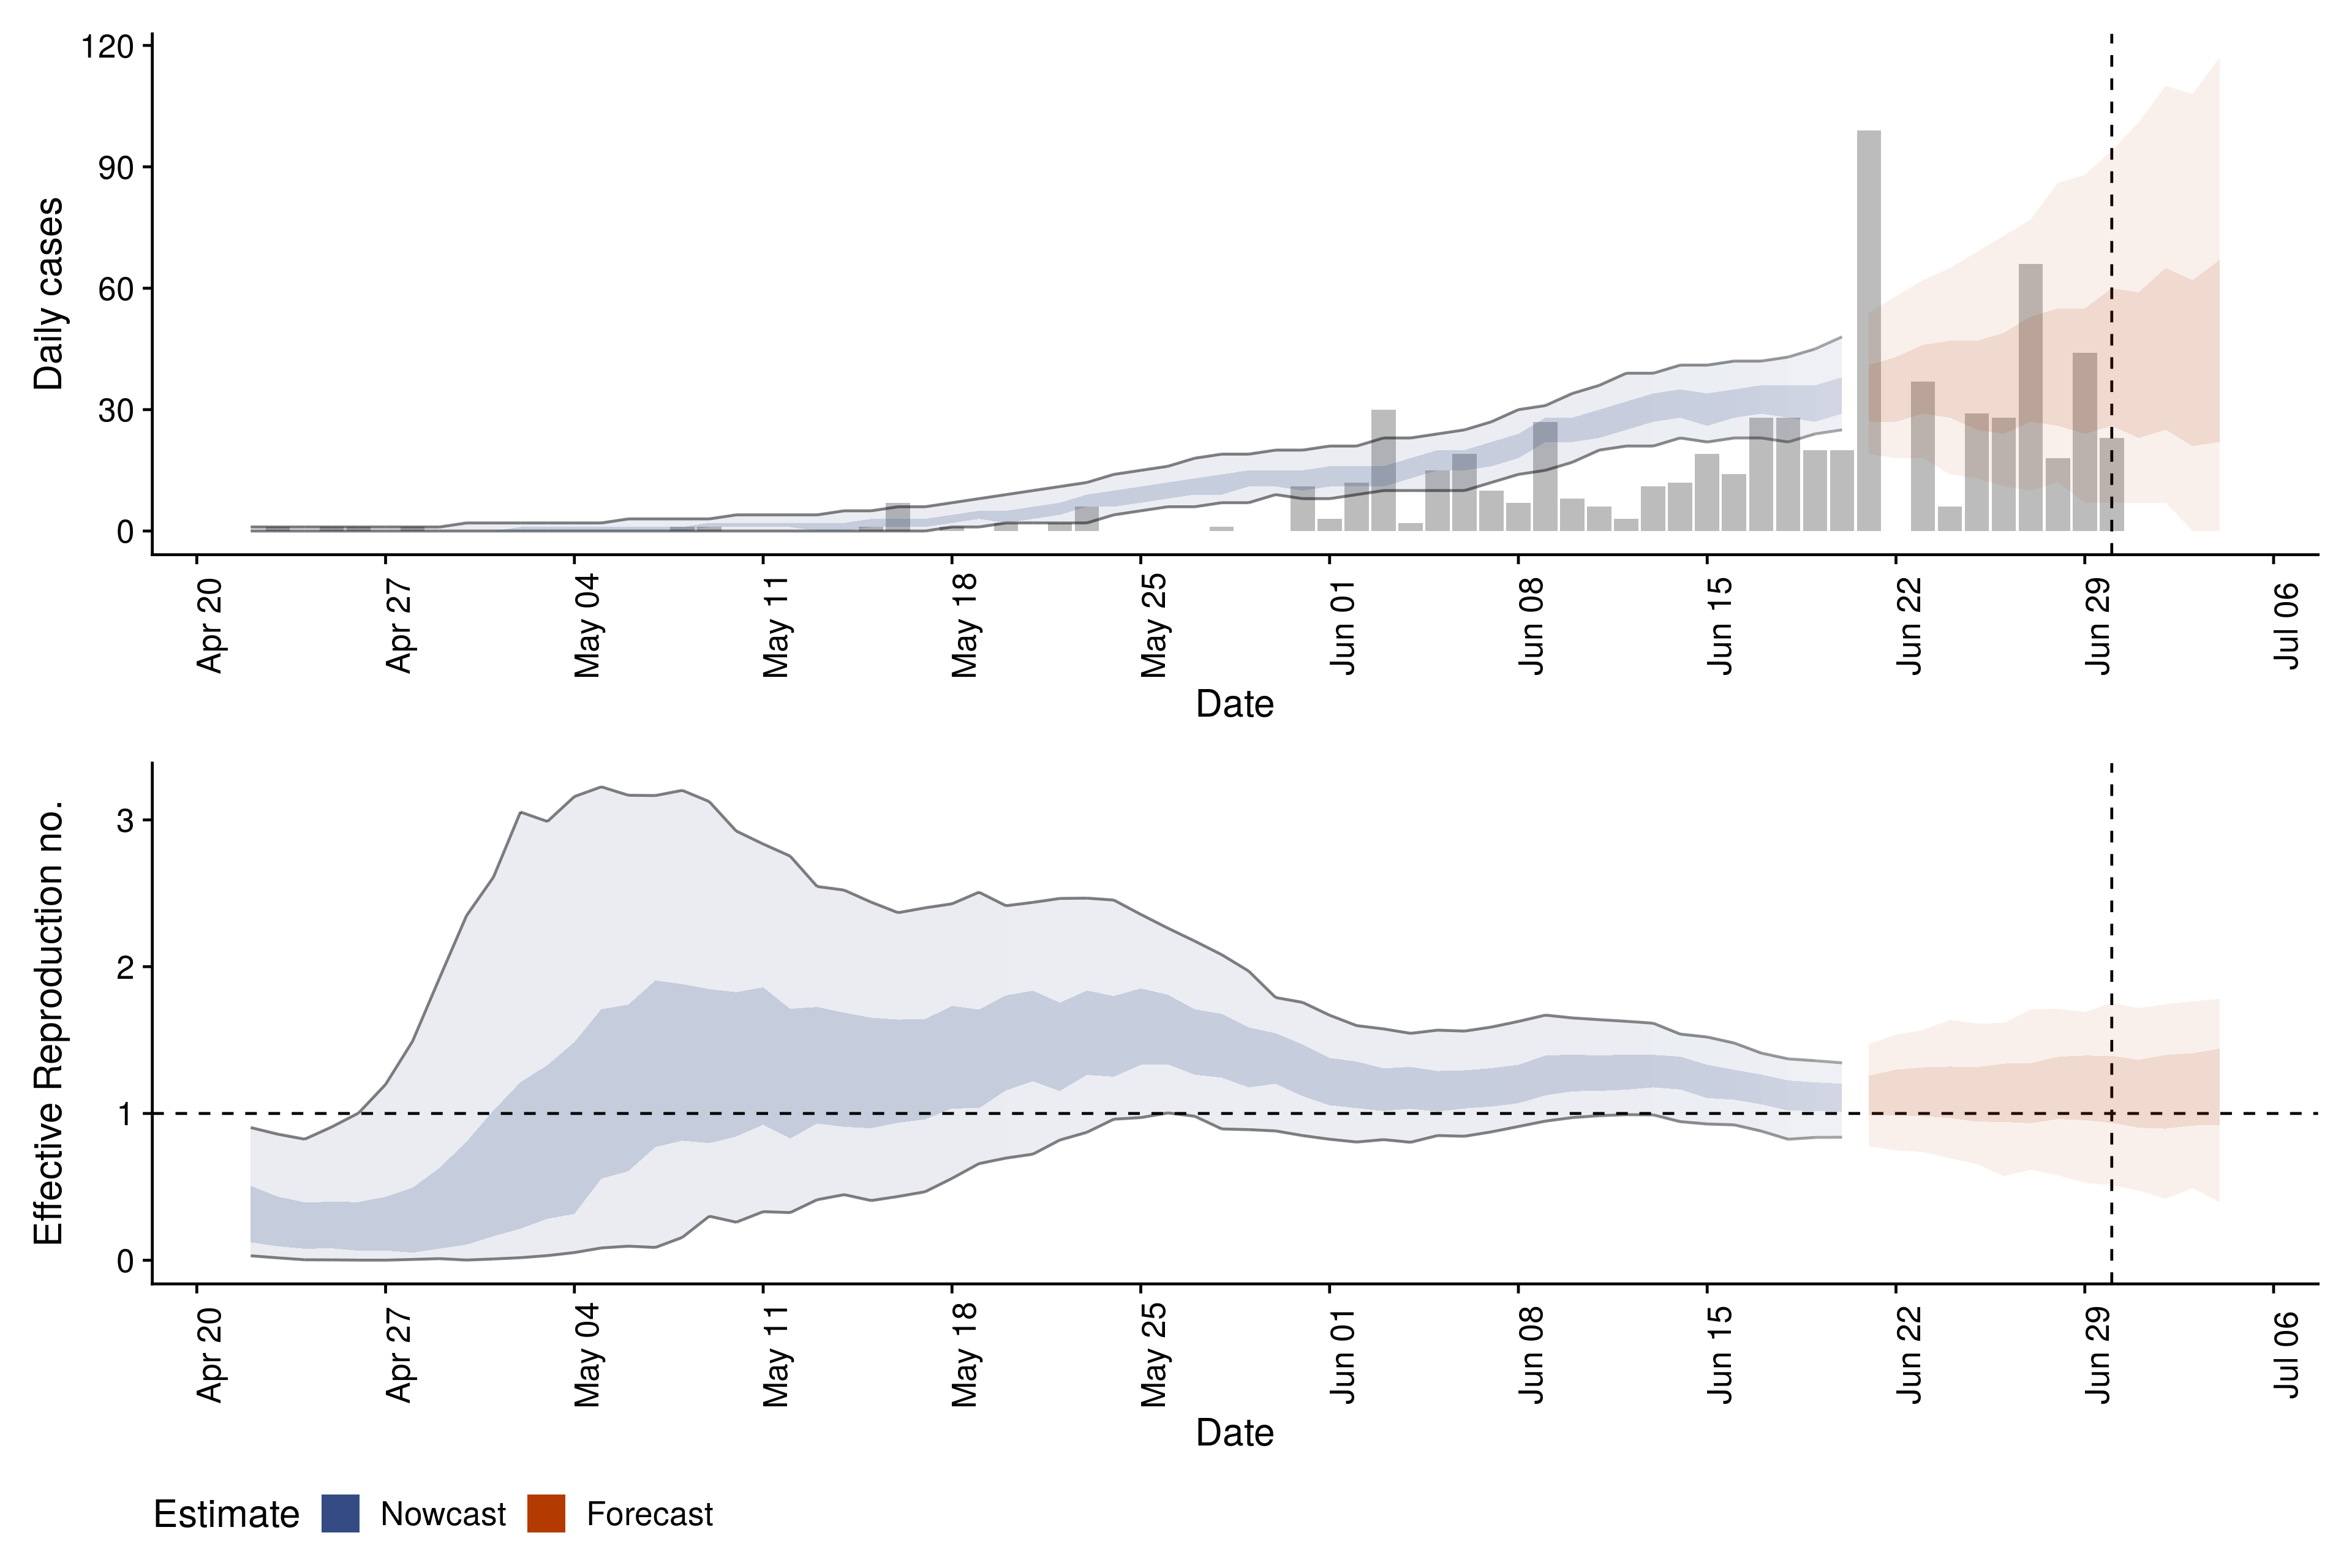 120
90
60
30
0
Daily cases
Apr 20
Apr 27
May 04
May 11
May 18
May 25
Jun 01
Jun 08
Jun 15
Jun 22
Jun 29
Jul 06
Date
3
2
1
0
Effective Reproduction no.
Apr 20
Apr 27
May 04
May 11
May 18
May 25
Jun 01
Jun 08
Jun 15
Jun 22
Jun 29
Jul 06
Date
Estimate Nowcast Forecast